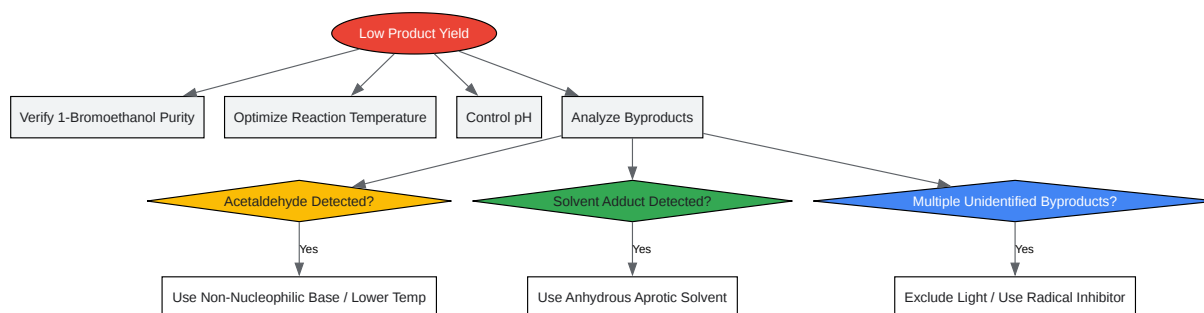 Low Product Yield
Verify 1-Bromoethanol Purity
Optimize Reaction Temperature
Control pH
Analyze Byproducts
Acetaldehyde Detected?
Solvent Adduct Detected?
Multiple Unidentified Byproducts?
Yes
Yes
Yes
Use Non-Nucleophilic Base / Lower Temp
Use Anhydrous Aprotic Solvent
Exclude Light / Use Radical Inhibitor